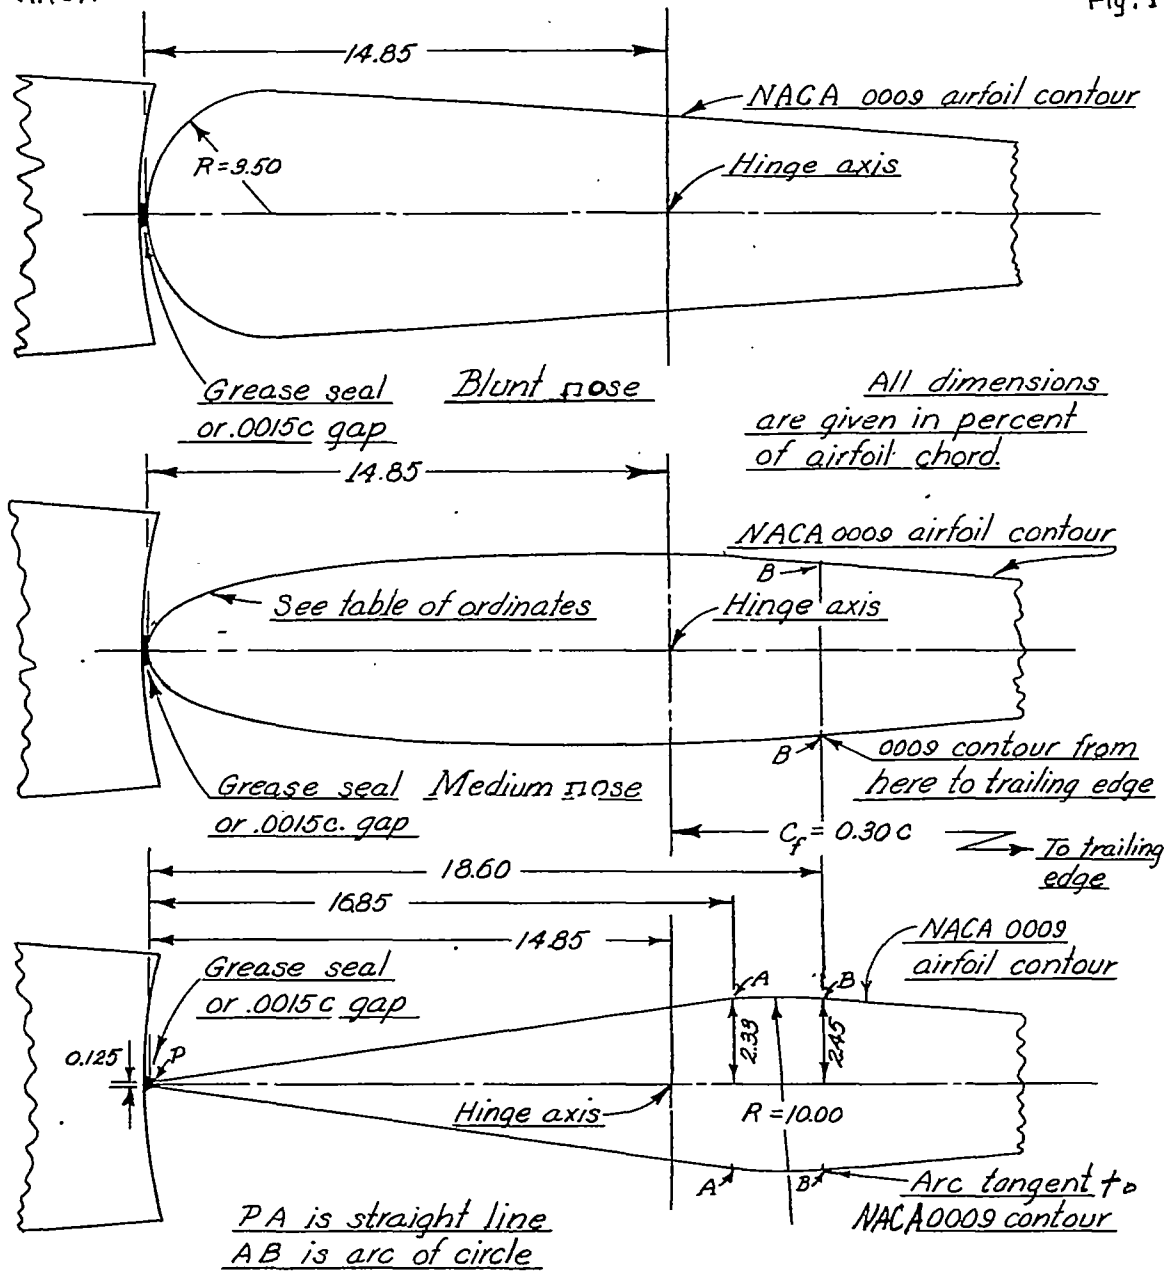 Fig. 1
14.85
NACA 0009 airfoil contour
R=3.50
Hinge axis
Grease seal
or .0015c gap
Blunt nose
All dimensions
are given in percent
of airfoil chord.
14.85
NACA 0009 airfoil contour
B
See table of ordinates
Hinge axis
B
0009 contour from
here to trailing edge
Grease seal
or .0015c. gap
Medium nose
Cf = 0.30 c
To trailing
edge
18.60
16.85
14.85
NACA 0009
airfoil contour
Grease seal
or .0015c gap
A
B
0.125
P
2.39
2.45
Hinge axis
R = 10.00
A
B
Arc tangent to
NACA 0009 contour
PA is straight line
AB is arc of circle